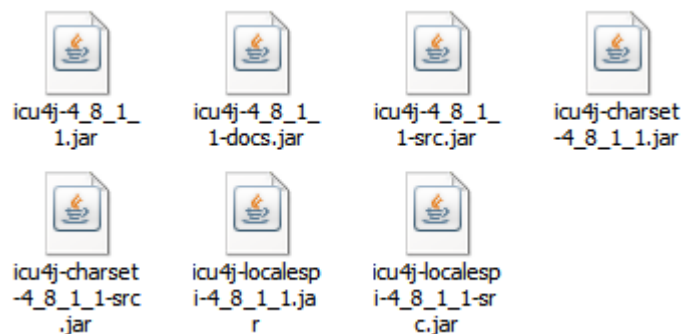 icu4j-4_8_1_
1.jar
icu4j-4_8_1_
1-docs.jar
icu4j-4_8_1_
1-src.jar
icu4j-charset
-4_8_1_1.jar
icu4j-charset
-4_8_1_1-src
.jar
icu4j-localesp
i-4_8_1_1.ja
r
icu4j-localesp
i-4_8_1_1-sr
c.jar